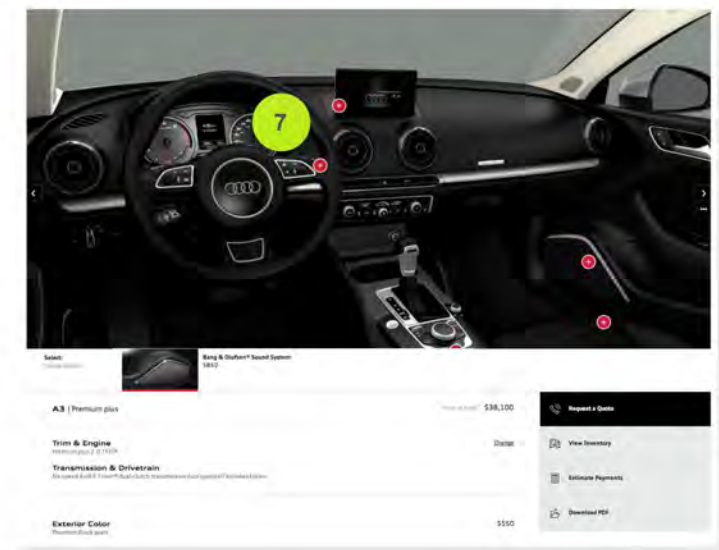 7
Select:
Bang & Olufsen® Sound System
$850
A3 | Premium plus
$38,100
Request a Quote
Trim & Engine
Change
View Inventory
Transmission & Drivetrain
Estimate Payments
Download PDF
Exterior Color
$550